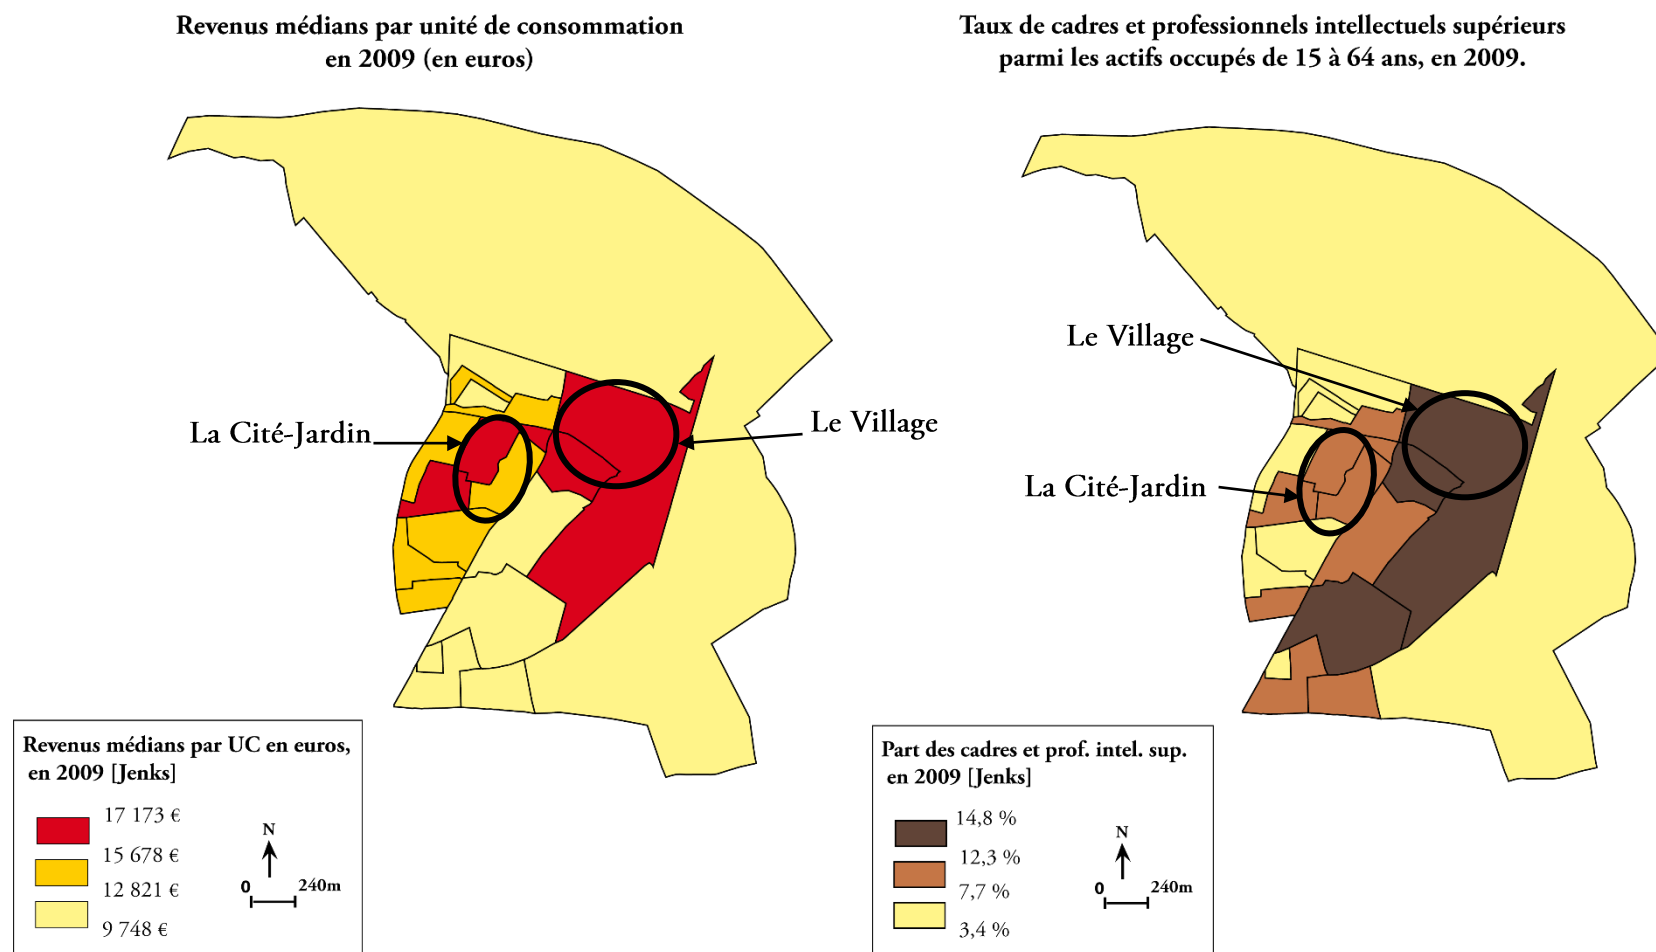 Revenus médians par unité de consommation
en 2009 (en euros)
La Cité-Jardin
Le Village
Revenus médians par UC en euros,
en 2009 [Jenks]
17 173 €
15 678 €
12 821 €
9 748 €
N
0 240m
Taux de cadres et professionnels intellectuels supérieurs
parmi les actifs occupés de 15 à 64 ans, en 2009.
Le Village
La Cité-Jardin
Part des cadres et prof. intel. sup.
en 2009 [Jenks]
14,8 %
12,3 %
7,7 %
3,4 %
N
0 240m